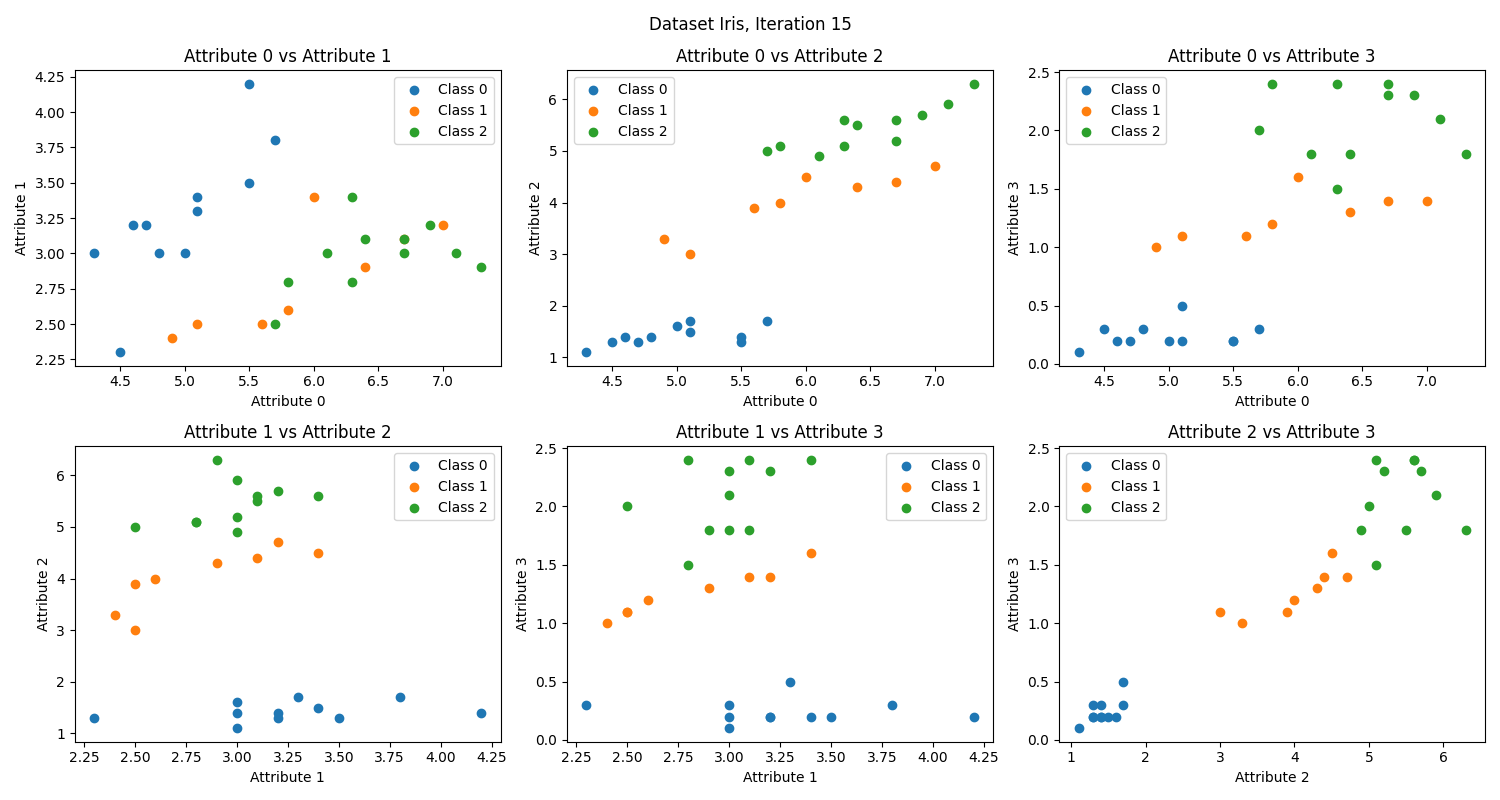 Dataset Iris, Iteration 15
Attribute 0 vs Attribute 1
4.25
4.00
3.75
3.50
3.25
3.00
2.75
2.50
2.25
Attribute 1
4.5 5.0 5.5 6.0 6.5 7.0
Attribute 0
Class 0
Class 1
Class 2
Attribute 0 vs Attribute 2
6
5
4
3
2
1
Attribute 2
4.5 5.0 5.5 6.0 6.5 7.0
Attribute 0
Class 0
Class 1
Class 2
Attribute 0 vs Attribute 3
2.5
2.0
1.5
1.0
0.5
0.0
Attribute 3
4.5 5.0 5.5 6.0 6.5 7.0
Attribute 0
Class 0
Class 1
Class 2
Attribute 1 vs Attribute 2
6
5
4
3
2
1
Attribute 2
2.25 2.50 2.75 3.00 3.25 3.50 3.75 4.00 4.25
Attribute 1
Class 0
Class 1
Class 2
Attribute 1 vs Attribute 3
2.5
2.0
1.5
1.0
0.5
0.0
Attribute 3
2.25 2.50 2.75 3.00 3.25 3.50 3.75 4.00 4.25
Attribute 1
Class 0
Class 1
Class 2
Attribute 2 vs Attribute 3
2.5
2.0
1.5
1.0
0.5
0.0
Attribute 3
1 2 3 4 5 6
Attribute 2
Class 0
Class 1
Class 2